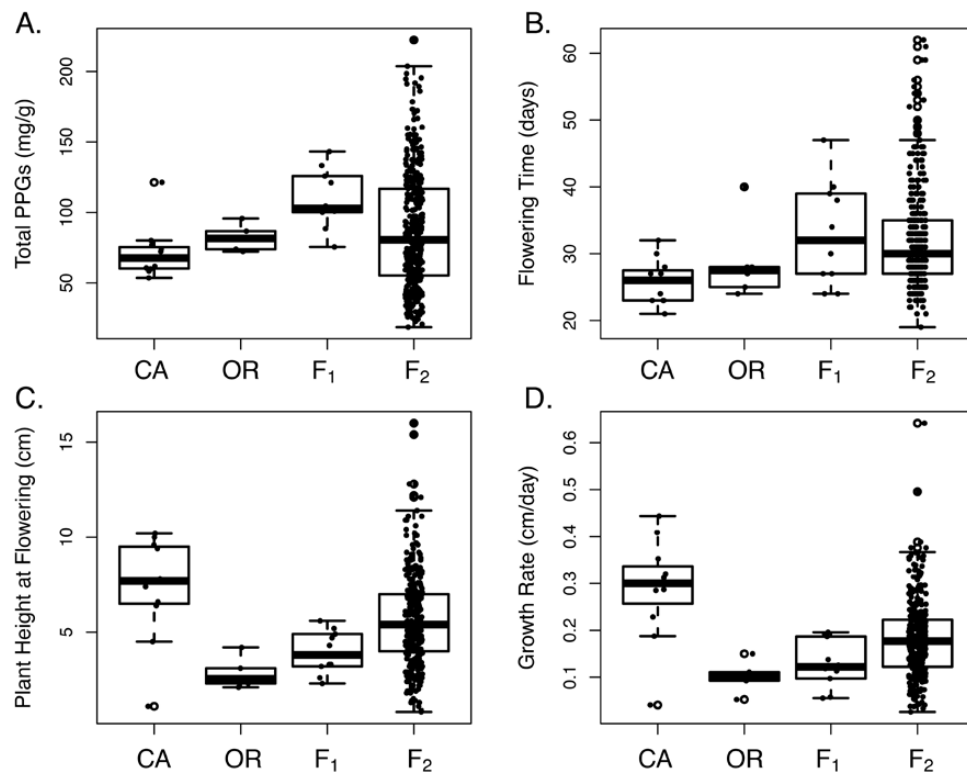 A.
Total PPGs (mg/g)
200
150
100
50
CA OR F₁ F₂
B.
Flowering Time (days)
60
50
40
30
20
CA OR F₁ F₂
C.
Plant Height at Flowering (cm)
15
10
5
CA OR F₁ F₂
D.
Growth Rate (cm/day)
0.6
0.5
0.4
0.3
0.2
0.1
CA OR F₁ F₂